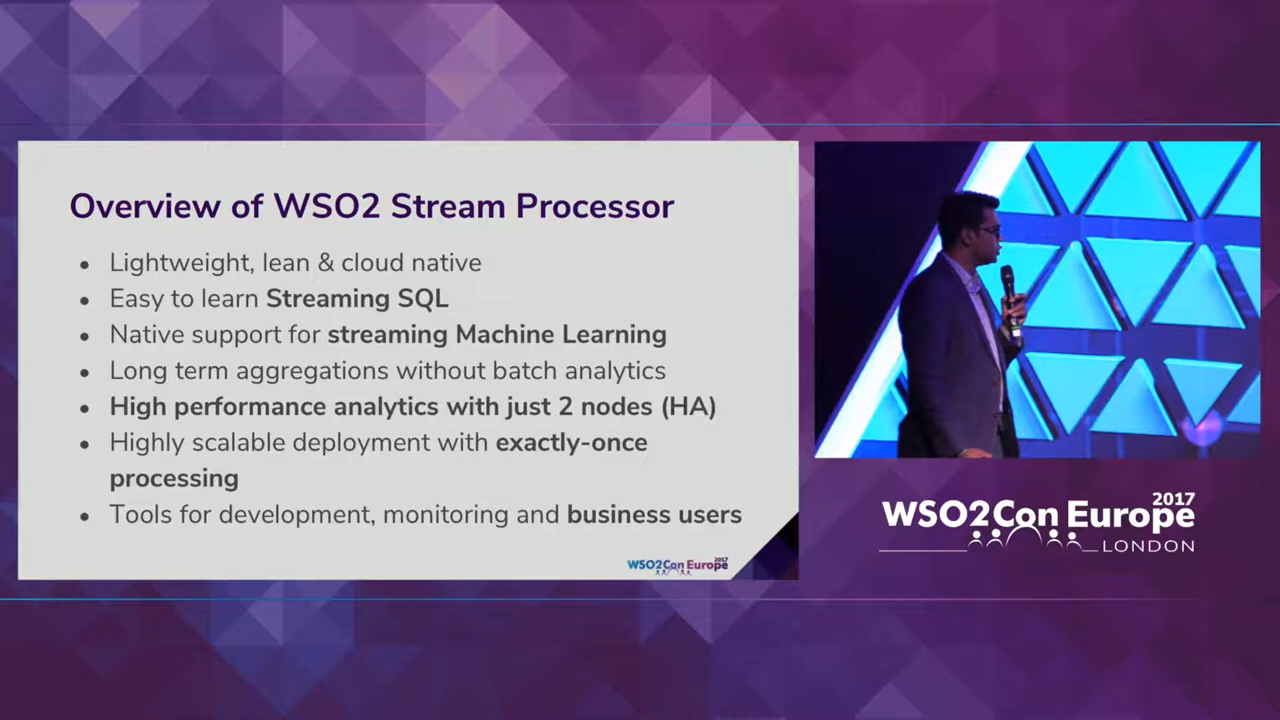 Overview of WSO2 Stream Processor
• Lightweight, lean & cloud native
• Easy to learn Streaming SQL
• Native support for streaming Machine Learning
• Long term aggregations without batch analytics
• High performance analytics with just 2 nodes (HA)
• Highly scalable deployment with exactly-once
processing
• Tools for development, monitoring and business users
WSO2Con Europe 2017
2017
WSO2Con Europe
LONDON